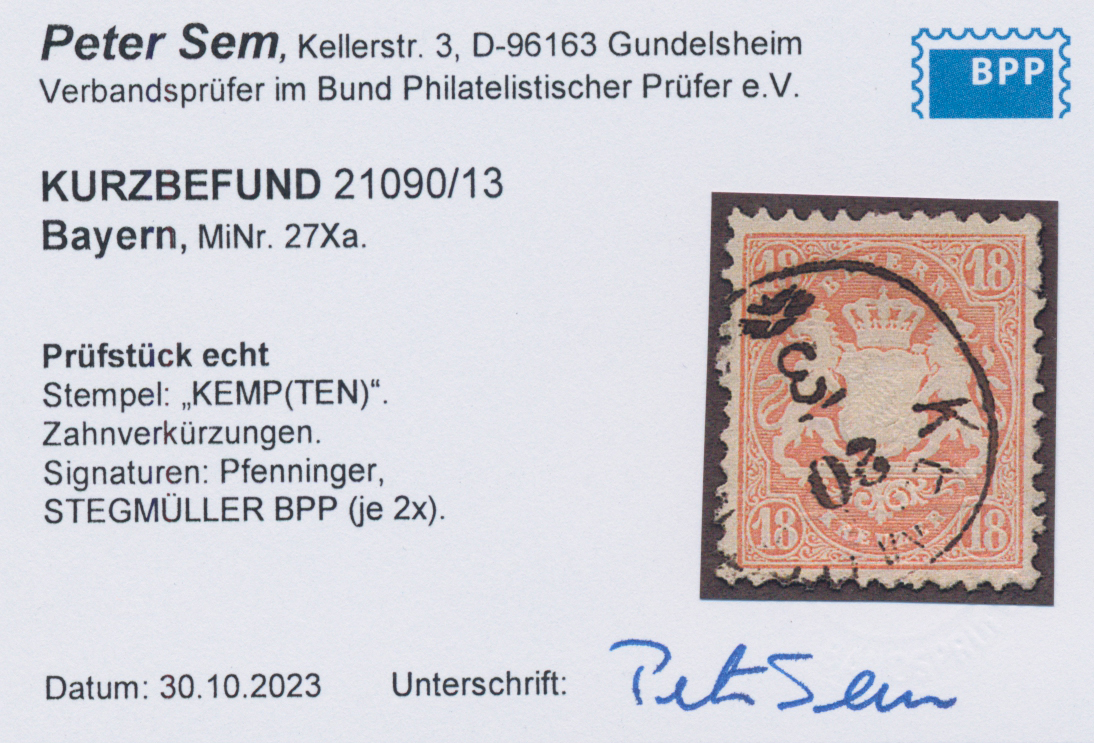 Peter Sem, Kellerstr. 3, D-96163 Gundelsheim
Verbandsprüfer im Bund Philatelistischer Prüfer e.V.
BPP
KURZBEFUND 21090/13
Bayern, MiNr. 27Xa.
18 BAYERN 18
K
20
18 KREUZER 18
Prüfstück echt
Stempel: „KEMP(TEN)“.
Zahnverkürzungen.
Signaturen: Pfenninger,
STEGMÜLLER BPP (je 2x).
Datum: 30.10.2023 Unterschrift: Peter Sem